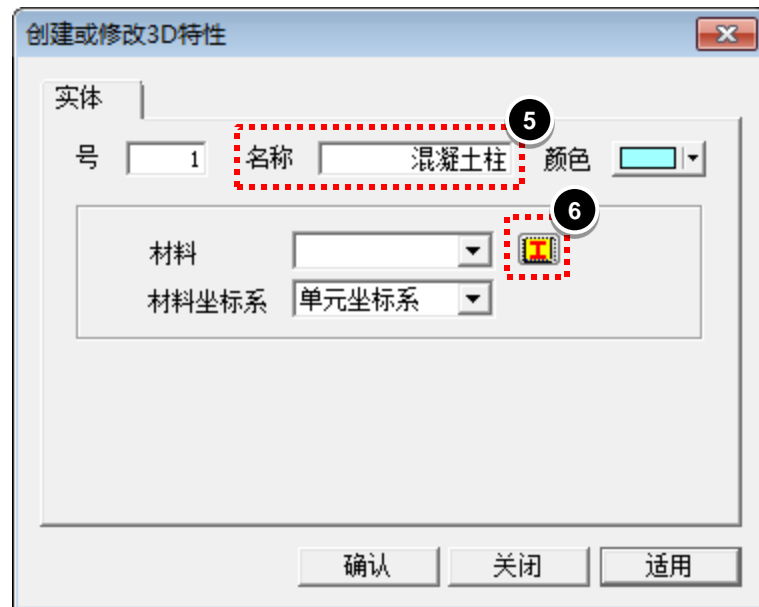 创建或修改3D特性
实体
5
号 1 名称 混凝土柱 颜色
6
材料
材料坐标系 单元坐标系
确认 关闭 适用